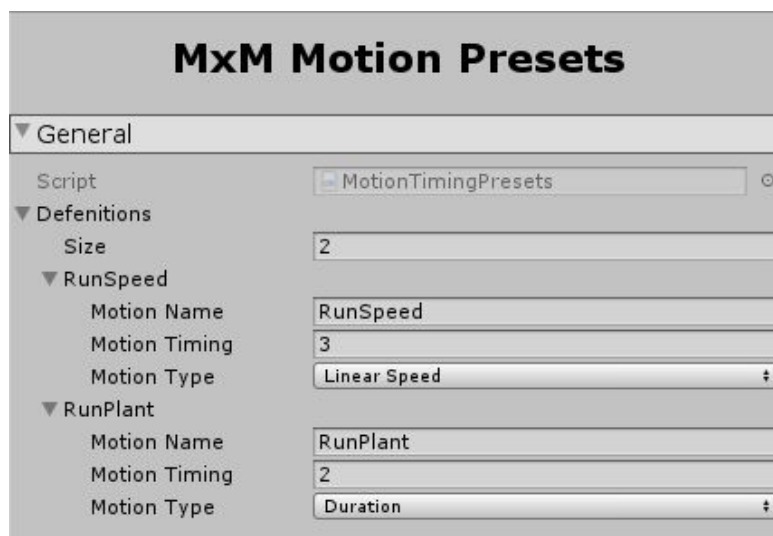 MxM Motion Presets
General
Script MotionTimingPresets
Defenitions
Size 2
RunSpeed
Motion Name RunSpeed
Motion Timing 3
Motion Type Linear Speed
RunPlant
Motion Name RunPlant
Motion Timing 2
Motion Type Duration